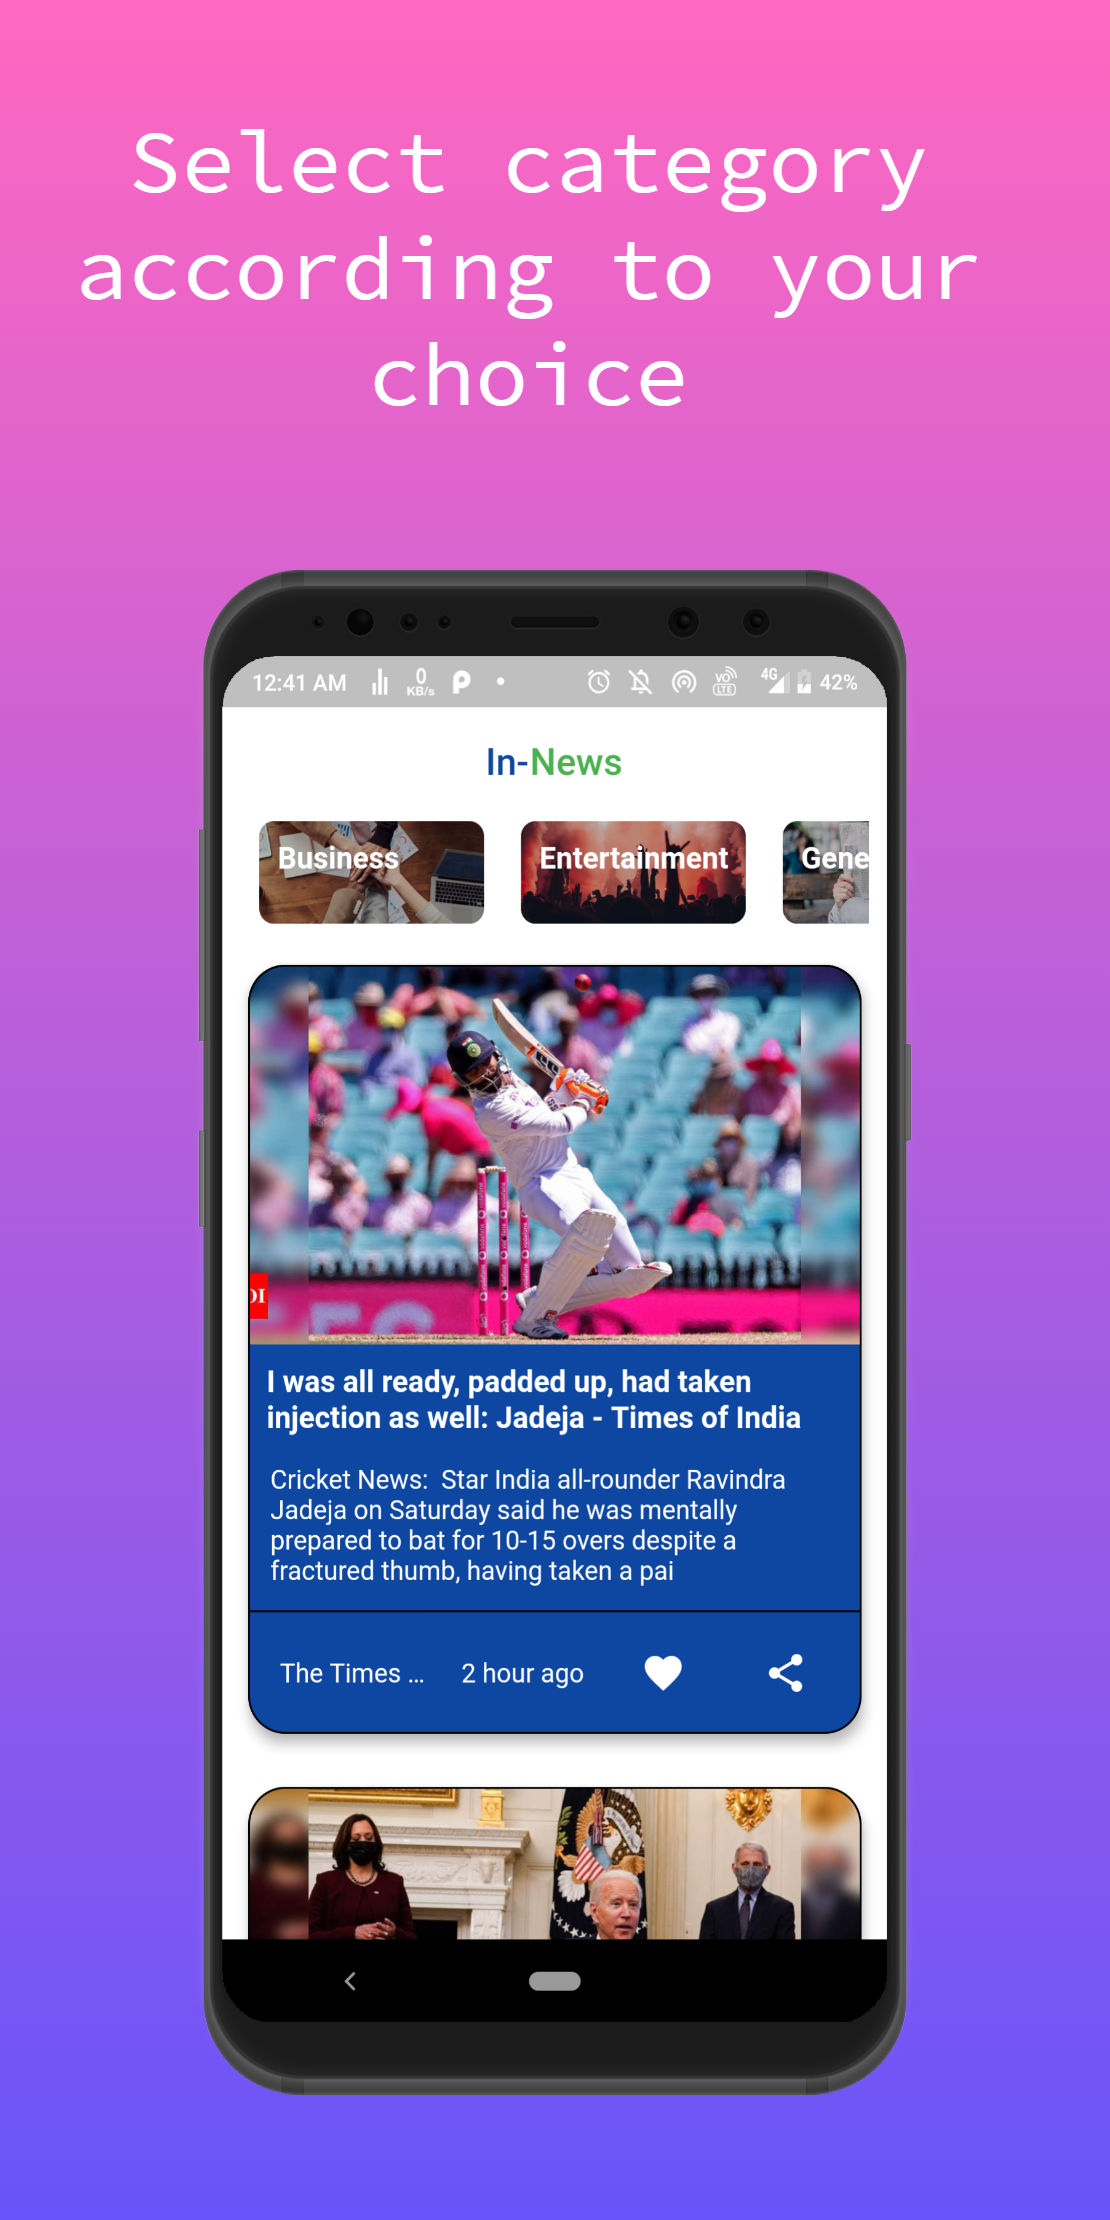 Select category
according to your
choice
12:41 AM
0
KB/s
VO
LTE
4G
42%
In-News
Business
Entertainment
Gene
DI
I was all ready, padded up, had taken
injection as well: Jadeja - Times of India
Cricket News:  Star India all-rounder Ravindra
Jadeja on Saturday said he was mentally
prepared to bat for 10-15 overs despite a
fractured thumb, having taken a pai
The Times ...
2 hour ago